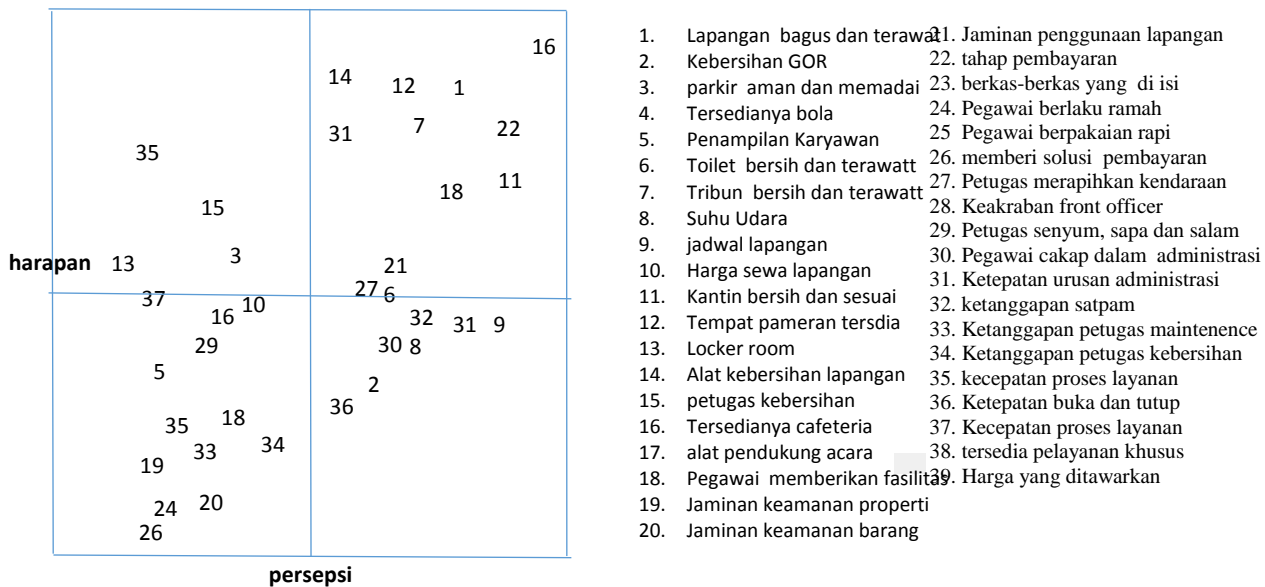 16
14
12 1
7
31 22
35
11
18
15
3
harapan 13
21
27 6
37
10
16
32 31 9
29
30 8
5
2
36
35 18
34
33
19
20
24
26
persepsi
1. Lapangan bagus dan terawat
2. Kebersihan GOR
3. parkir aman dan memadai
4. Tersedianya bola
5. Penampilan Karyawan
6. Toilet bersih dan terawatt
7. Tribun bersih dan terawatt
8. Suhu Udara
9. jadwal lapangan
10. Harga sewa lapangan
11. Kantin bersih dan sesuai
12. Tempat pameran tersdia
13. Locker room
14. Alat kebersihan lapangan
15. petugas kebersihan
16. Tersedianya cafeteria
17. alat pendukung acara
18. Pegawai memberikan fasilitas
19. Jaminan keamanan properti
20. Jaminan keamanan barang
21. Jaminan penggunaan lapangan
22. tahap pembayaran
23. berkas-berkas yang di isi
24. Pegawai berlaku ramah
25 Pegawai berpakaian rapi
26. memberi solusi pembayaran
27. Petugas merapihkan kendaraan
28. Keakraban front officer
29. Petugas senyum, sapa dan salam
30. Pegawai cakap dalam administrasi
31. Ketepatan urusan administrasi
32. ketanggapan satpam
33. Ketanggapan petugas maintenence
34. Ketanggapan petugas kebersihan
35. kecepatan proses layanan
36. Ketepatan buka dan tutup
37. Kecepatan proses layanan
38. tersedia pelayanan khusus
39. Harga yang ditawarkan